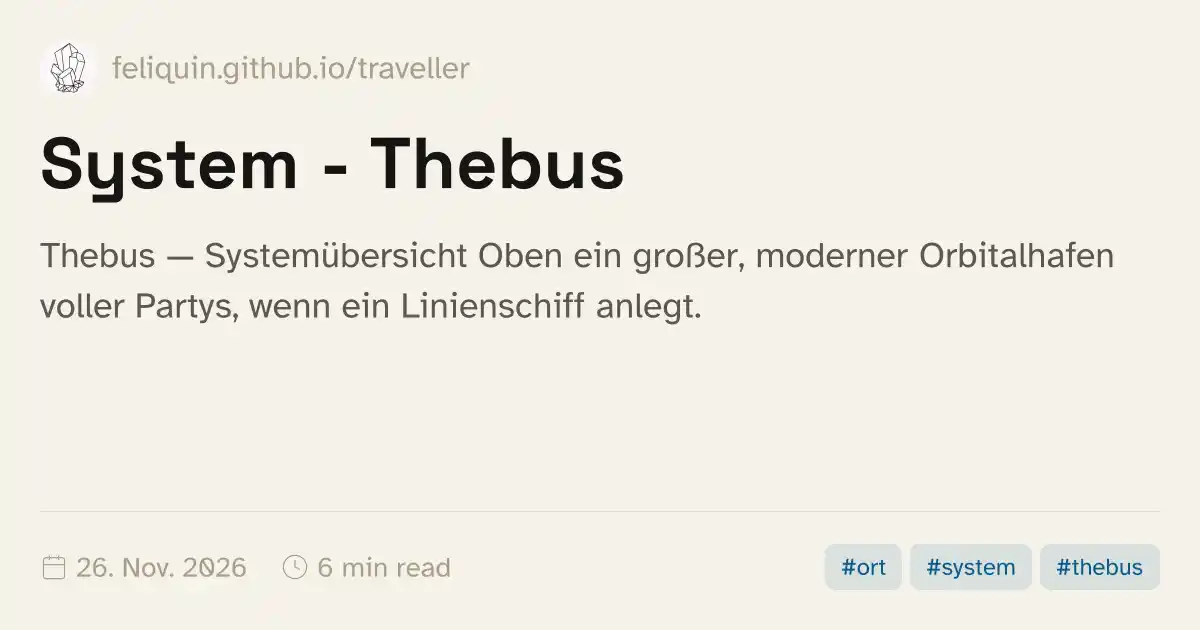 feliquin.github.io/traveller
System - Thebus
Thebus — Systemübersicht Oben ein großer, moderner Orbitalhafen
voller Partys, wenn ein Linienschiff anlegt.
26. Nov. 2026 6 min read #ort #system #thebus